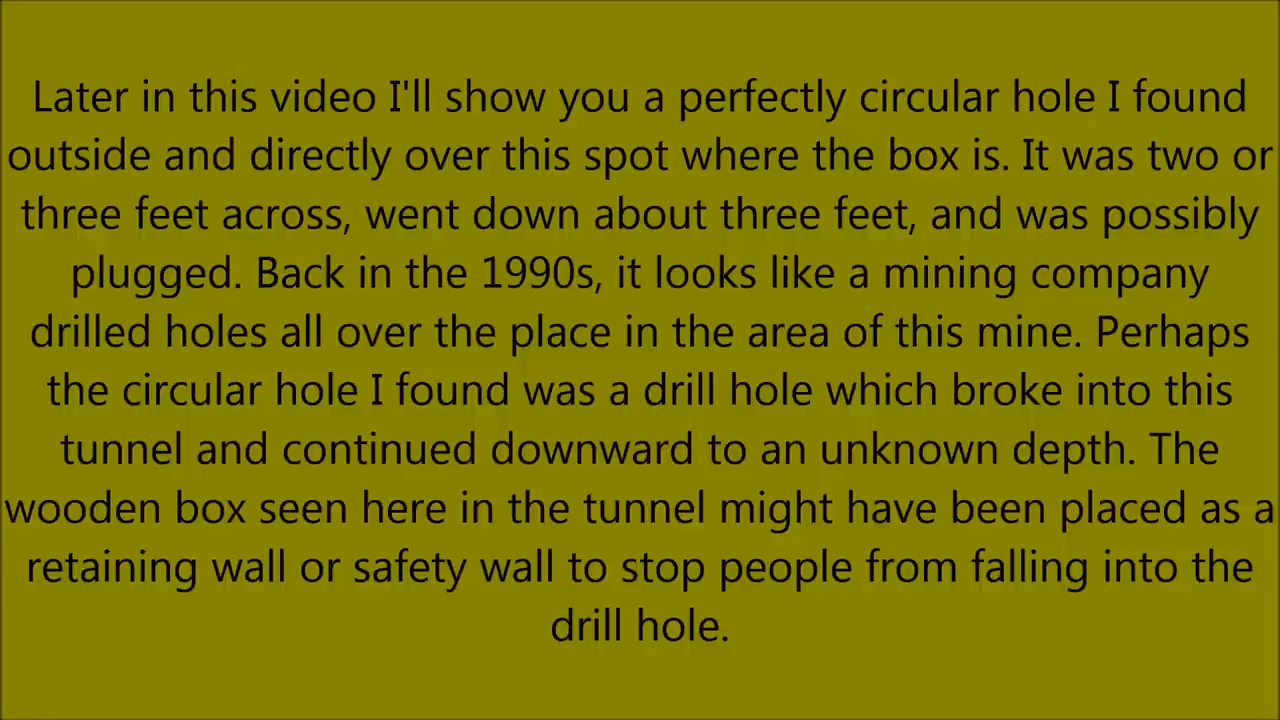 Later in this video I'll show you a perfectly circular hole I found
outside and directly over this spot where the box is. It was two or
three feet across, went down about three feet, and was possibly
plugged. Back in the 1990s, it looks like a mining company
drilled holes all over the place in the area of this mine. Perhaps
the circular hole I found was a drill hole which broke into this
tunnel and continued downward to an unknown depth. The
wooden box seen here in the tunnel might have been placed as a
retaining wall or safety wall to stop people from falling into the
drill hole.